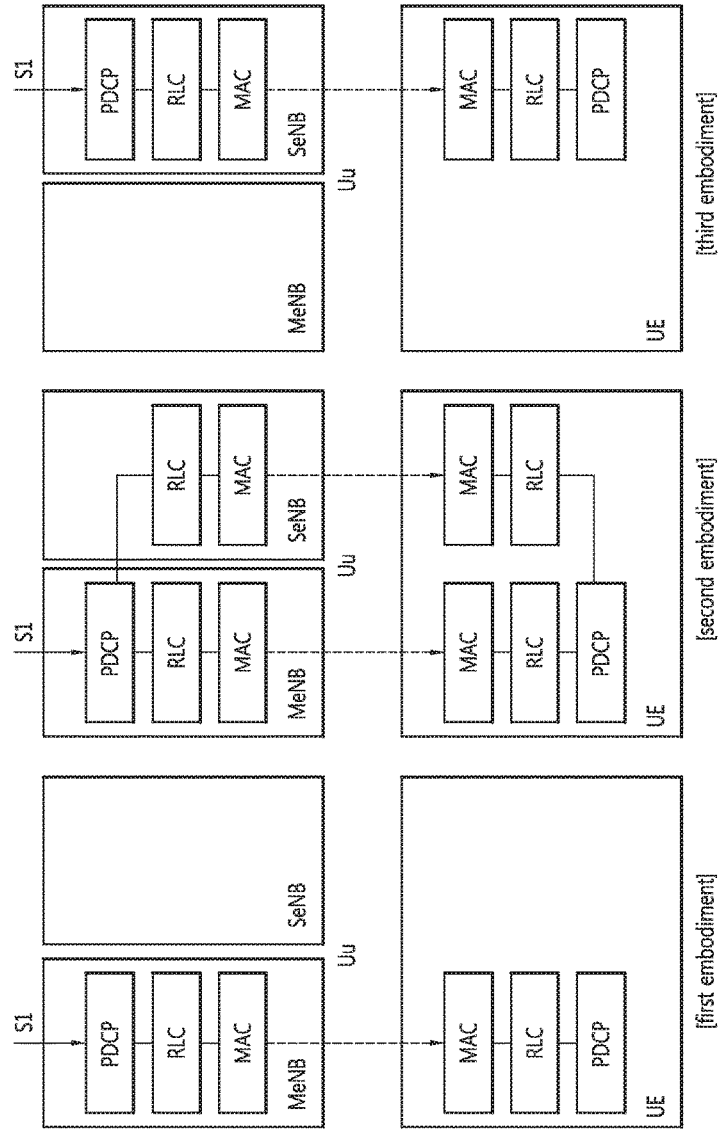 S1
PDCP
RLC
MAC
MeNB
SeNB
Uu
MAC
RLC
PDCP
UE
[first embodiment]
S1
PDCP
RLC
MAC
MeNB
RLC
MAC
SeNB
Uu
MAC
RLC
PDCP
MAC
RLC
UE
[second embodiment]
S1
MeNB
PDCP
RLC
MAC
SeNB
Uu
MAC
RLC
PDCP
UE
[third embodiment]